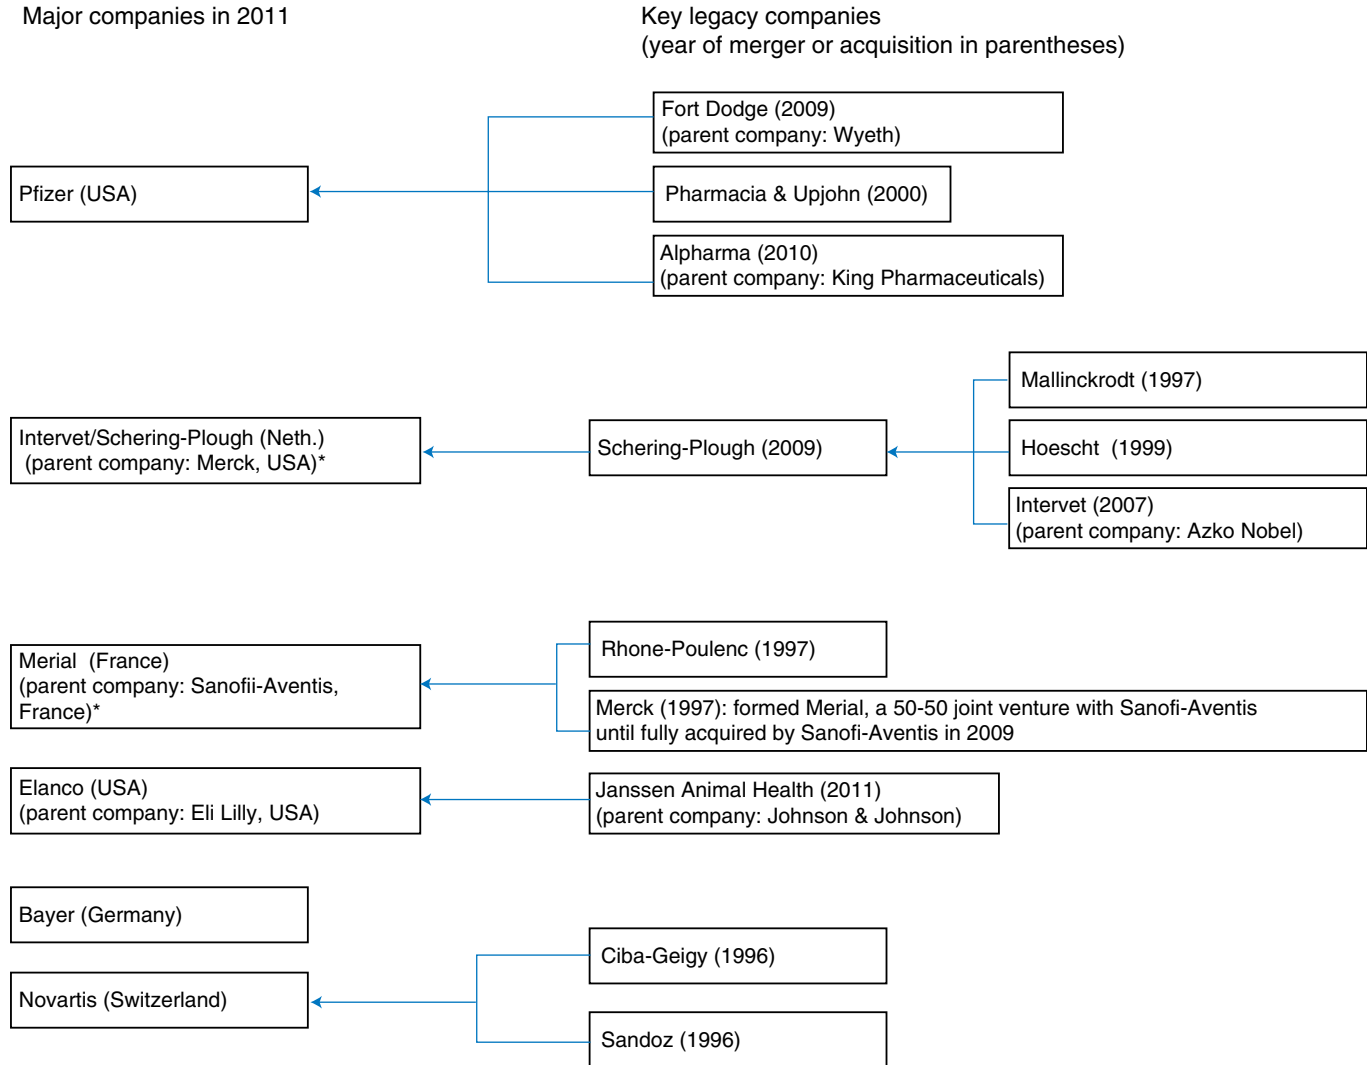 Major companies in 2011
Key legacy companies
(year of merger or acquisition in parentheses)
Fort Dodge (2009)
(parent company: Wyeth)
Pfizer (USA)
Pharmacia & Upjohn (2000)
Alpharma (2010)
(parent company: King Pharmaceuticals)
Mallinckrodt (1997)
Intervet/Schering-Plough (Neth.)
(parent company: Merck, USA)*
Schering-Plough (2009)
Hoescht (1999)
Intervet (2007)
(parent company: Azko Nobel)
Rhone-Poulenc (1997)
Merial (France)
(parent company: Sanofii-Aventis,
France)*
Merck (1997): formed Merial, a 50-50 joint venture with Sanofi-Aventis
until fully acquired by Sanofi-Aventis in 2009
Elanco (USA)
(parent company: Eli Lilly, USA)
Janssen Animal Health (2011)
(parent company: Johnson & Johnson)
Bayer (Germany)
Ciba-Geigy (1996)
Novartis (Switzerland)
Sandoz (1996)